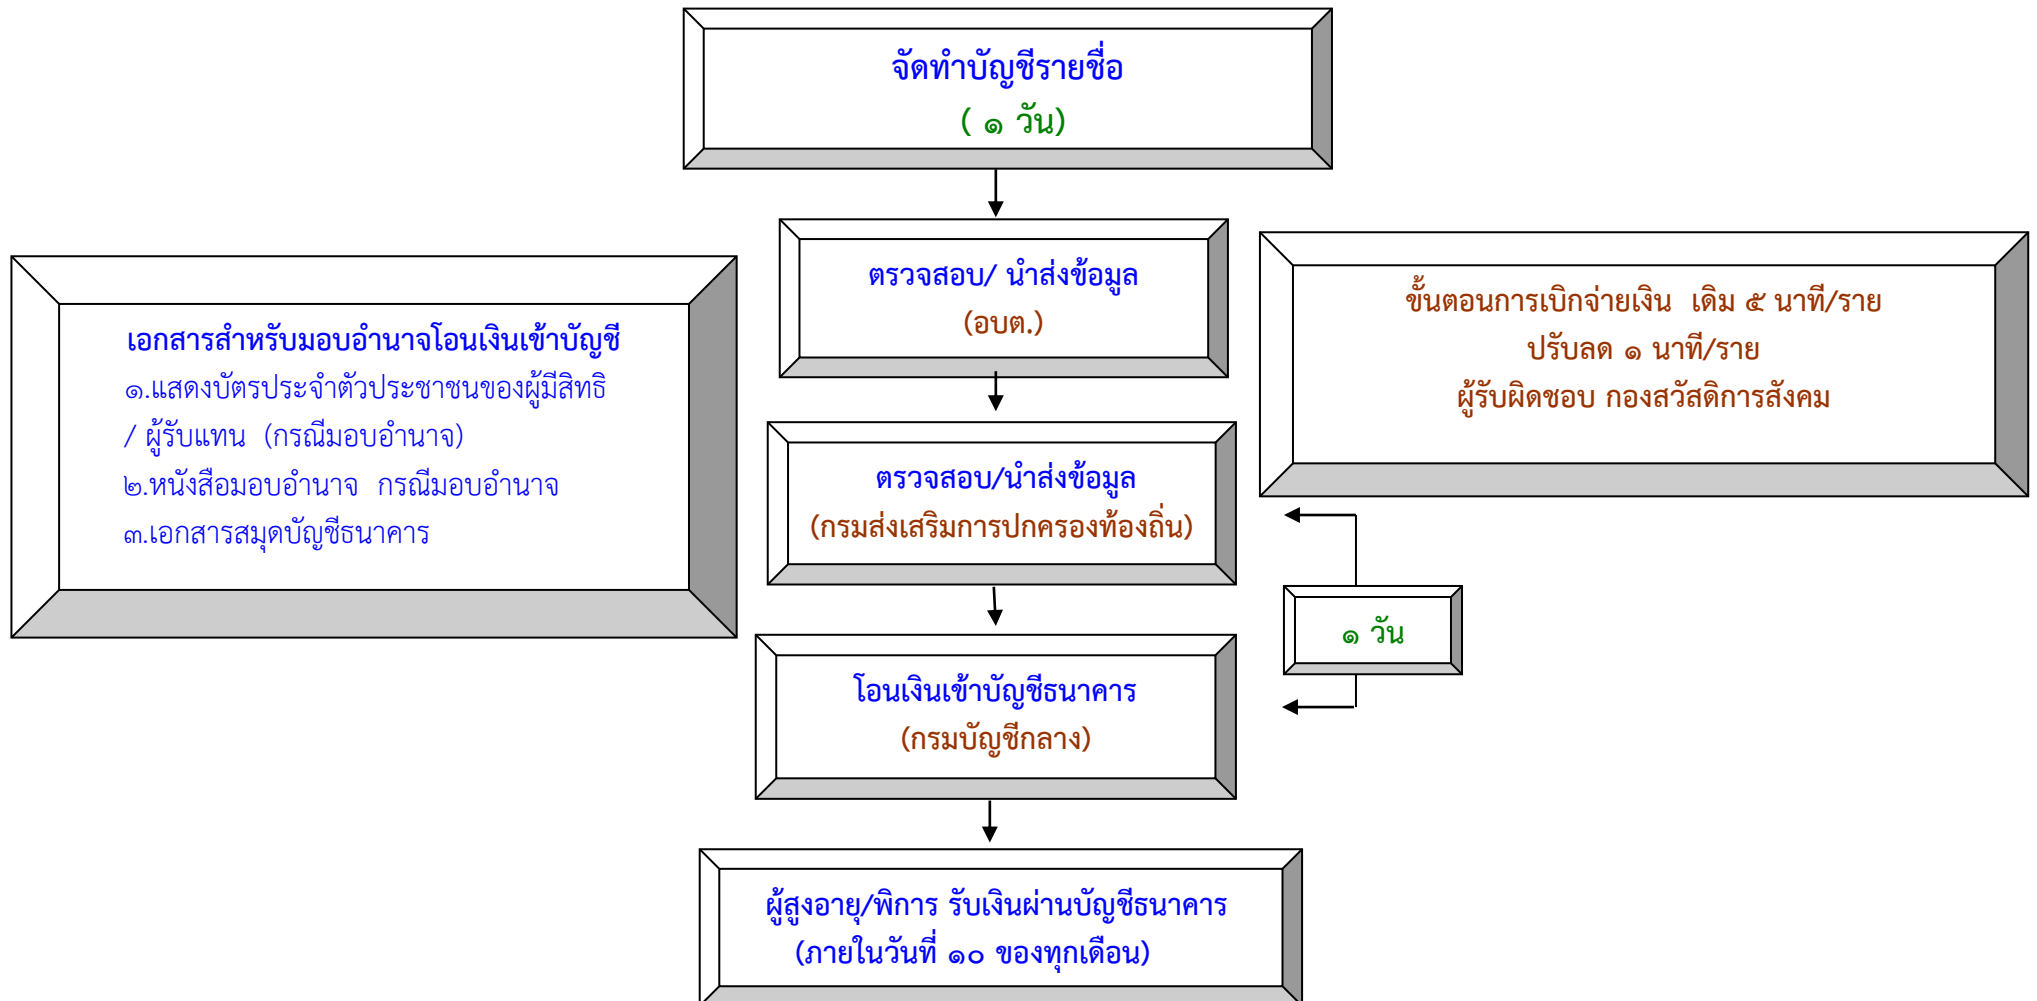 จัดทำบัญชีรายชื่อ
( ๑ วัน)
ตรวจสอบ/ นำส่งข้อมูล
(อบต.)
เอกสารสำหรับมอบอำนาจโอนเงินเข้าบัญชี
๑.แสดงบัตรประจำตัวประชาชนของผู้มีสิทธิ
/ ผู้รับแทน (กรณีมอบอำนาจ)
๒.หนังสือมอบอำนาจ กรณีมอบอำนาจ
๓.เอกสารสมุดบัญชีธนาคาร
ขั้นตอนการเบิกจ่ายเงิน เดิม ๕ นาที/ราย
ปรับลด ๑ นาที/ราย
ผู้รับผิดชอบ กองสวัสดิการสังคม
ตรวจสอบ/นำส่งข้อมูล
(กรมส่งเสริมการปกครองท้องถิ่น)
๑ วัน
โอนเงินเข้าบัญชีธนาคาร
(กรมบัญชีกลาง)
ผู้สูงอายุ/พิการ รับเงินผ่านบัญชีธนาคาร
(ภายในวันที่ ๑๐ ของทุกเดือน)